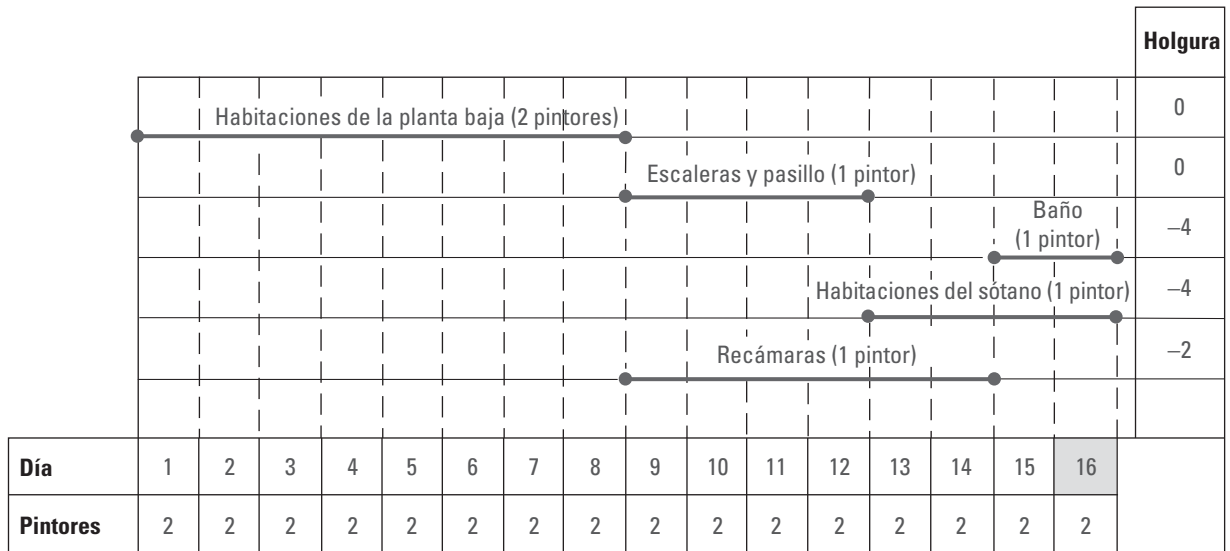 Holgura
Habitaciones de la planta baja (2 pintores)
0
Escaleras y pasillo (1 pintor)
0
Baño
(1 pintor)
–4
Habitaciones del sótano (1 pintor)
–4
Recámaras (1 pintor)
–2
Día 1 2 3 4 5 6 7 8 9 10 11 12 13 14 15 16
Pintores 2 2 2 2 2 2 2 2 2 2 2 2 2 2 2 2